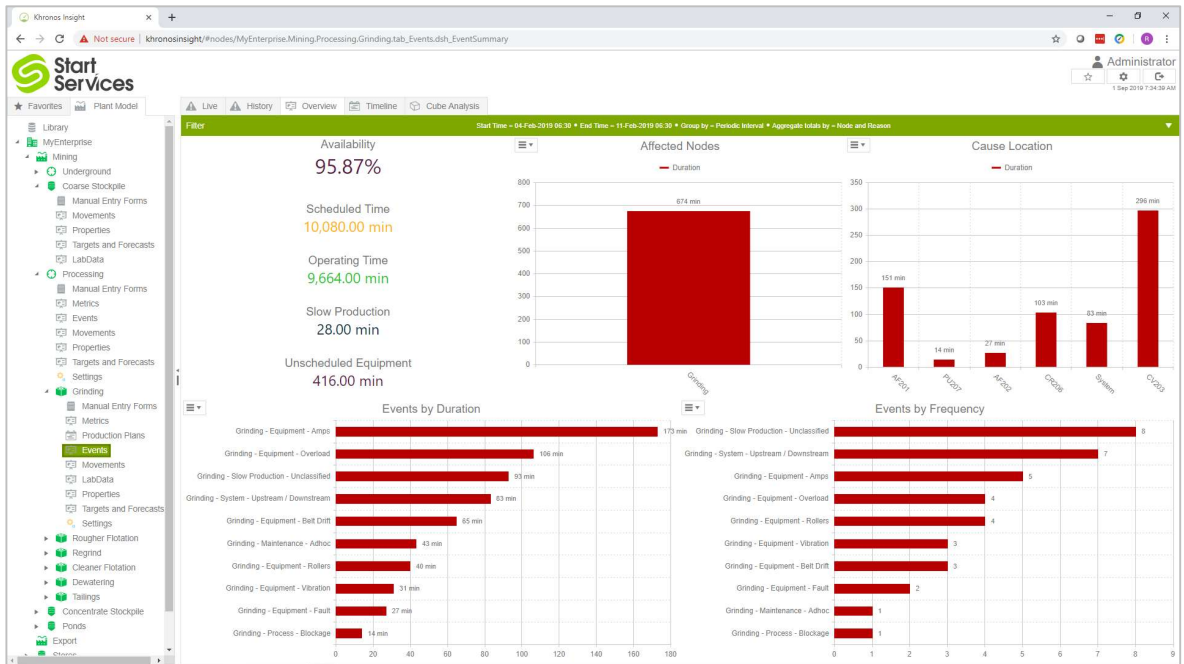 Khronos Insight
Not secure | khronosinsight/#nodes/MyEnterprise.Mining.Processing.Grinding.tab_Events.dsh_EventSummary
Start
Services
Administrator
1 Sep 2019 7:34:39 AM
Favorites
Plant Model
Live
History
Overview
Timeline
Cube Analysis
Library
MyEnterprise
Mining
Underground
Coarse Stockpile
Manual Entry Forms
Movements
Properties
Targets and Forecasts
LabData
Processing
Manual Entry Forms
Metrics
Events
Movements
Properties
Targets and Forecasts
Settings
Grinding
Manual Entry Forms
Metrics
Production Plans
Events
Movements
LabData
Properties
Targets and Forecasts
Settings
Rougher Flotation
Regrind
Cleaner Flotation
Dewatering
Tailings
Concentrate Stockpile
Ponds
Export
Stores
Filter
Start Time = 04-Feb-2019 06:30 • End Time = 11-Feb-2019 06:30 • Group by = Periodic Interval • Aggregate totals by = Node and Reason
Availability
95.87%
Scheduled Time
10,080.00 min
Operating Time
9,664.00 min
Slow Production
28.00 min
Unscheduled Equipment
416.00 min
Affected Nodes
Duration
800
700
600
500
400
300
200
100
0
674 min
Grinding
Cause Location
Duration
350
300
250
200
150
100
50
0
151 min
14 min
27 min
103 min
83 min
296 min
AF201
PU207
AF202
CR206
System
CV203
Events by Duration
Grinding - Equipment - Amps 173 min
Grinding - Equipment - Overload 106 min
Grinding - Slow Production - Unclassified 93 min
Grinding - System - Upstream / Downstream 83 min
Grinding - Equipment - Belt Drift 65 min
Grinding - Maintenance - Adhoc 43 min
Grinding - Equipment - Rollers 40 min
Grinding - Equipment - Vibration 31 min
Grinding - Equipment - Fault 27 min
Grinding - Process - Blockage 14 min
0 20 40 60 80 100 120 140 160 180
Events by Frequency
Grinding - Slow Production - Unclassified 8
Grinding - System - Upstream / Downstream 7
Grinding - Equipment - Amps 5
Grinding - Equipment - Overload 4
Grinding - Equipment - Rollers 4
Grinding - Equipment - Vibration 3
Grinding - Equipment - Belt Drift 3
Grinding - Equipment - Fault 2
Grinding - Maintenance - Adhoc 1
Grinding - Process - Blockage 1
0 1 2 3 4 5 6 7 8 9